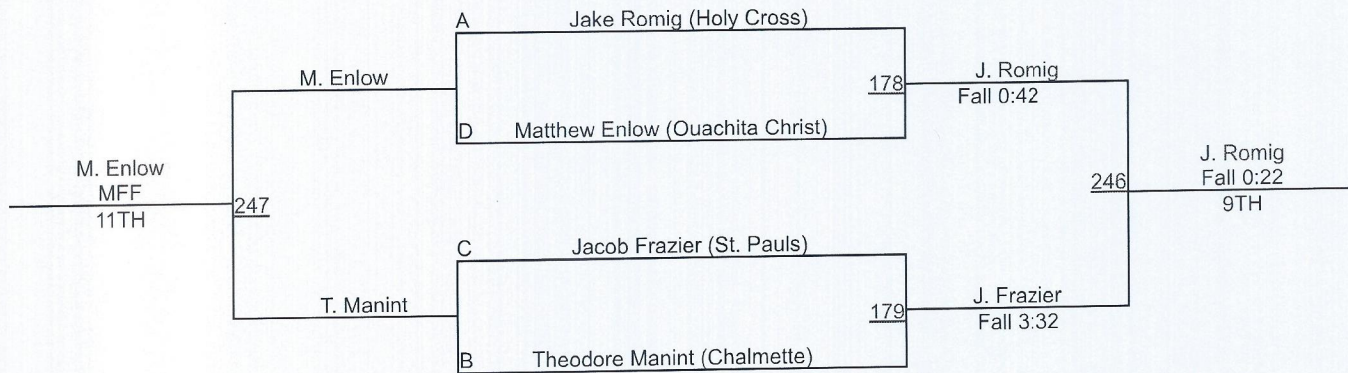 A Jake Romig (Holy Cross)
M. Enlow
178
J. Romig
Fall 0:42
D Matthew Enlow (Ouachita Christ)
M. Enlow
MFF
11TH
247
246
J. Romig
Fall 0:22
9TH
C Jacob Frazier (St. Pauls)
T. Manint
179
J. Frazier
Fall 3:32
B Theodore Manint (Chalmette)